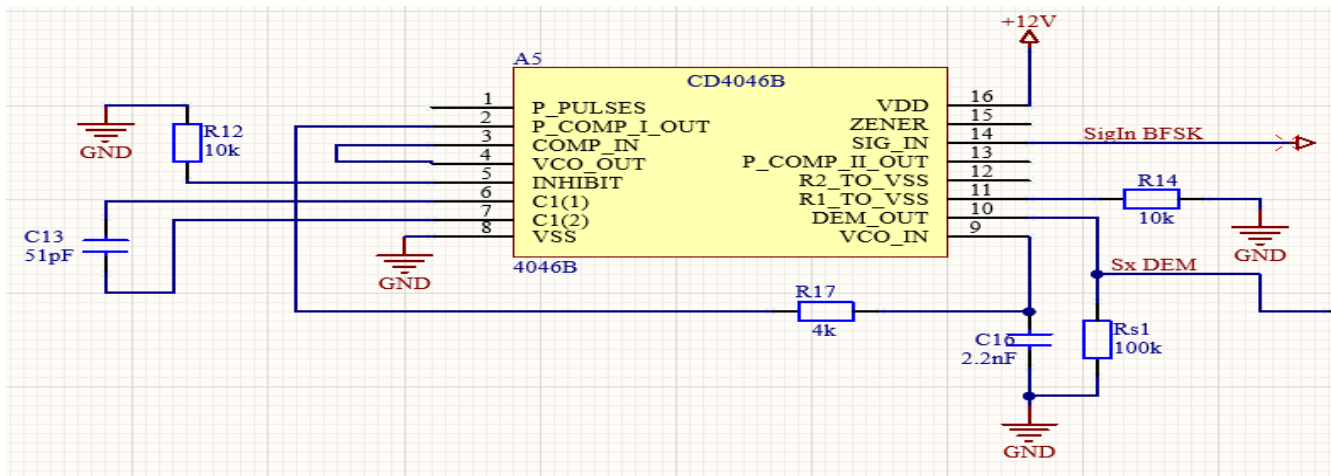 +12V
A5
CD4046B
1 P_PULSES
2 P_COMP_I_OUT
3 COMP_IN
4 VCO_OUT
5 INHIBIT
6 C1(1)
7 C1(2)
8 VSS
VDD 16
ZENER 15
SIG_IN 14
P_COMP_II_OUT 13
R2_TO_VSS 12
R1_TO_VSS 11
DEM_OUT 10
VCO_IN 9
4046B
GND
R12
10k
C13
51pF
GND
SigIn BFSK
R14
10k
GND
Sx DEM
R17
4k
C16
2.2nF
Rs1
100k
GND